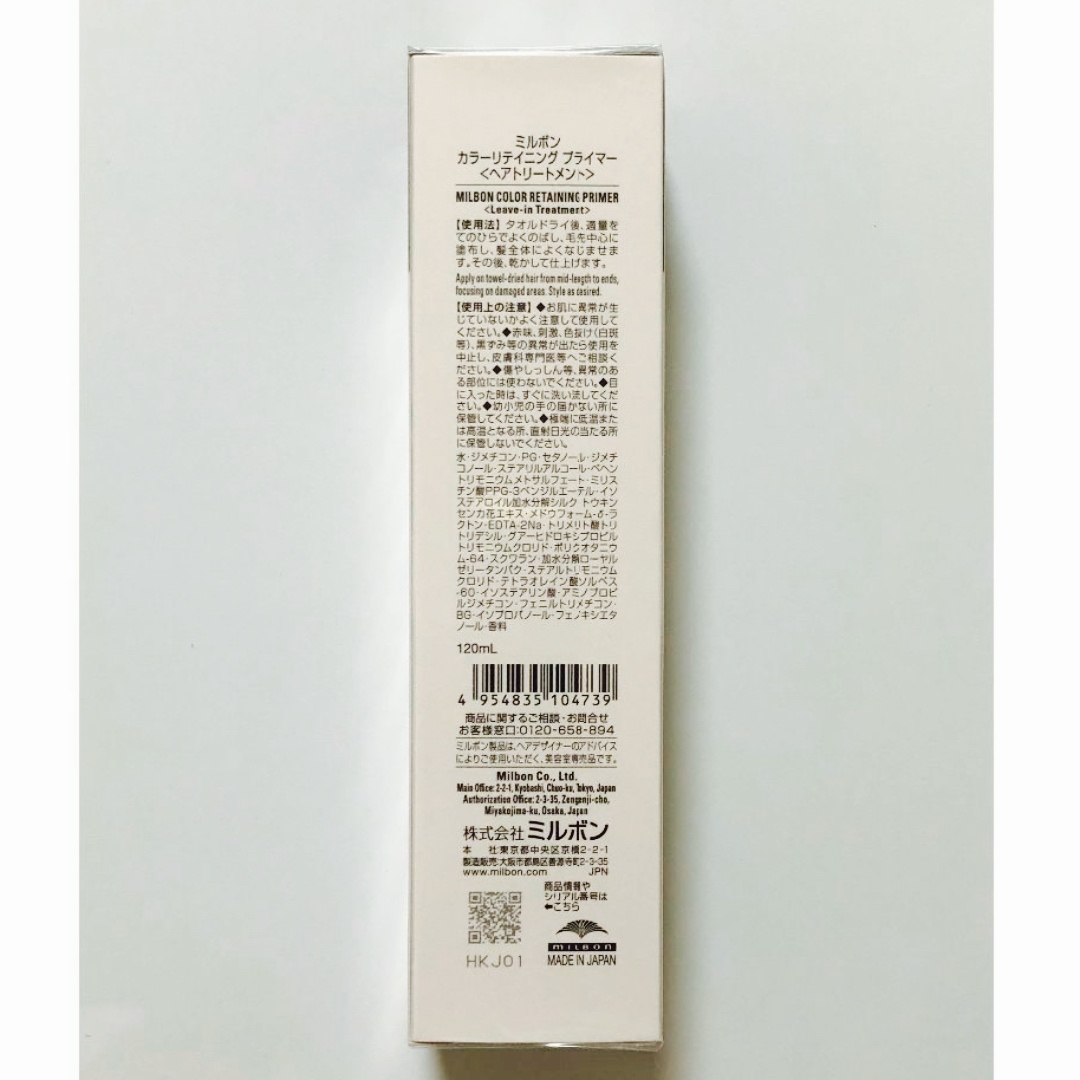 ミルボン
カラーリテイニング プライマー
<ヘアトリートメント>
MILBON COLOR RETAINING PRIMER
<Leave-in Treatment>
【使用法】タオルドライ後、適量を
てのひらでよくのばし、毛先中心に
塗布し、髪全体によくなじませま
す。その後、乾かして仕上げます。
Apply on towel-dried hair from mid-length to ends,
focusing on damaged areas. Style as desired.
【使用上の注意】◆お肌に異常が生
じていないかよく注意して使用して
ください。◆赤味、刺激、色抜け(白斑
等)、黒ずみ等の異常が出たら使用を
中止し、皮膚科専門医等へご相談く
ださい。◆傷やしっしん等、異常のあ
る部位には使わないでください。◆目
に入った時は、すぐに洗い流してくだ
さい。◆幼小児の手の届かない所に
保管してください。◆極端に低温また
は高温となる所、直射日光の当たる所
に保管しないでください。
水・ジメチコン・PG・セタノール・ジメチ
コノール・ステアリルアルコール・ベヘン
トリモニウムメトサルフェート・ミリス
チン酸PPG-3ベンジルエーテル・イソ
ステアロイル加水分解シルク・トウキン
センカ花エキス・メドウフォーム-δ-ラ
クトン・EDTA-2Na・トリメリト酸トリ
トリデシル・グアーヒドロキシプロピル
トリモニウムクロリド・ポリクオタニウ
ム-64・スクワラン・加水分解ローヤル
ゼリータンパク・ステアルトリモニウム
クロリド・テトラオレイン酸ソルベス
-60・イソステアリン酸・アミノプロピ
ルジメチコン・フェニルトリメチコン・
BG・イソプロパノール・フェノキシエタ
ノール・香料
120mL
4 954835 104739
商品に関するご相談・お問合せ
お客様窓口:0120-658-894
ミルボン製品は、ヘアデザイナーのアドバイス
によりご使用いただく、美容室専売品です。
Milbon Co., Ltd.
Main Office: 2-2-1, Kyobashi, Chuo-ku, Tokyo, Japan
Authorization Office: 2-3-35, Zengenji-cho,
Miyakojima-ku, Osaka, Japan
株式会社 ミルボン
本 社:東京都中央区京橋2-2-1
製造販売:大阪市都島区善源寺町2-3-35
www.milbon.com JPN
商品情報や
シリアル番号は
←こちら
milbon
HKJ01 MADE IN JAPAN